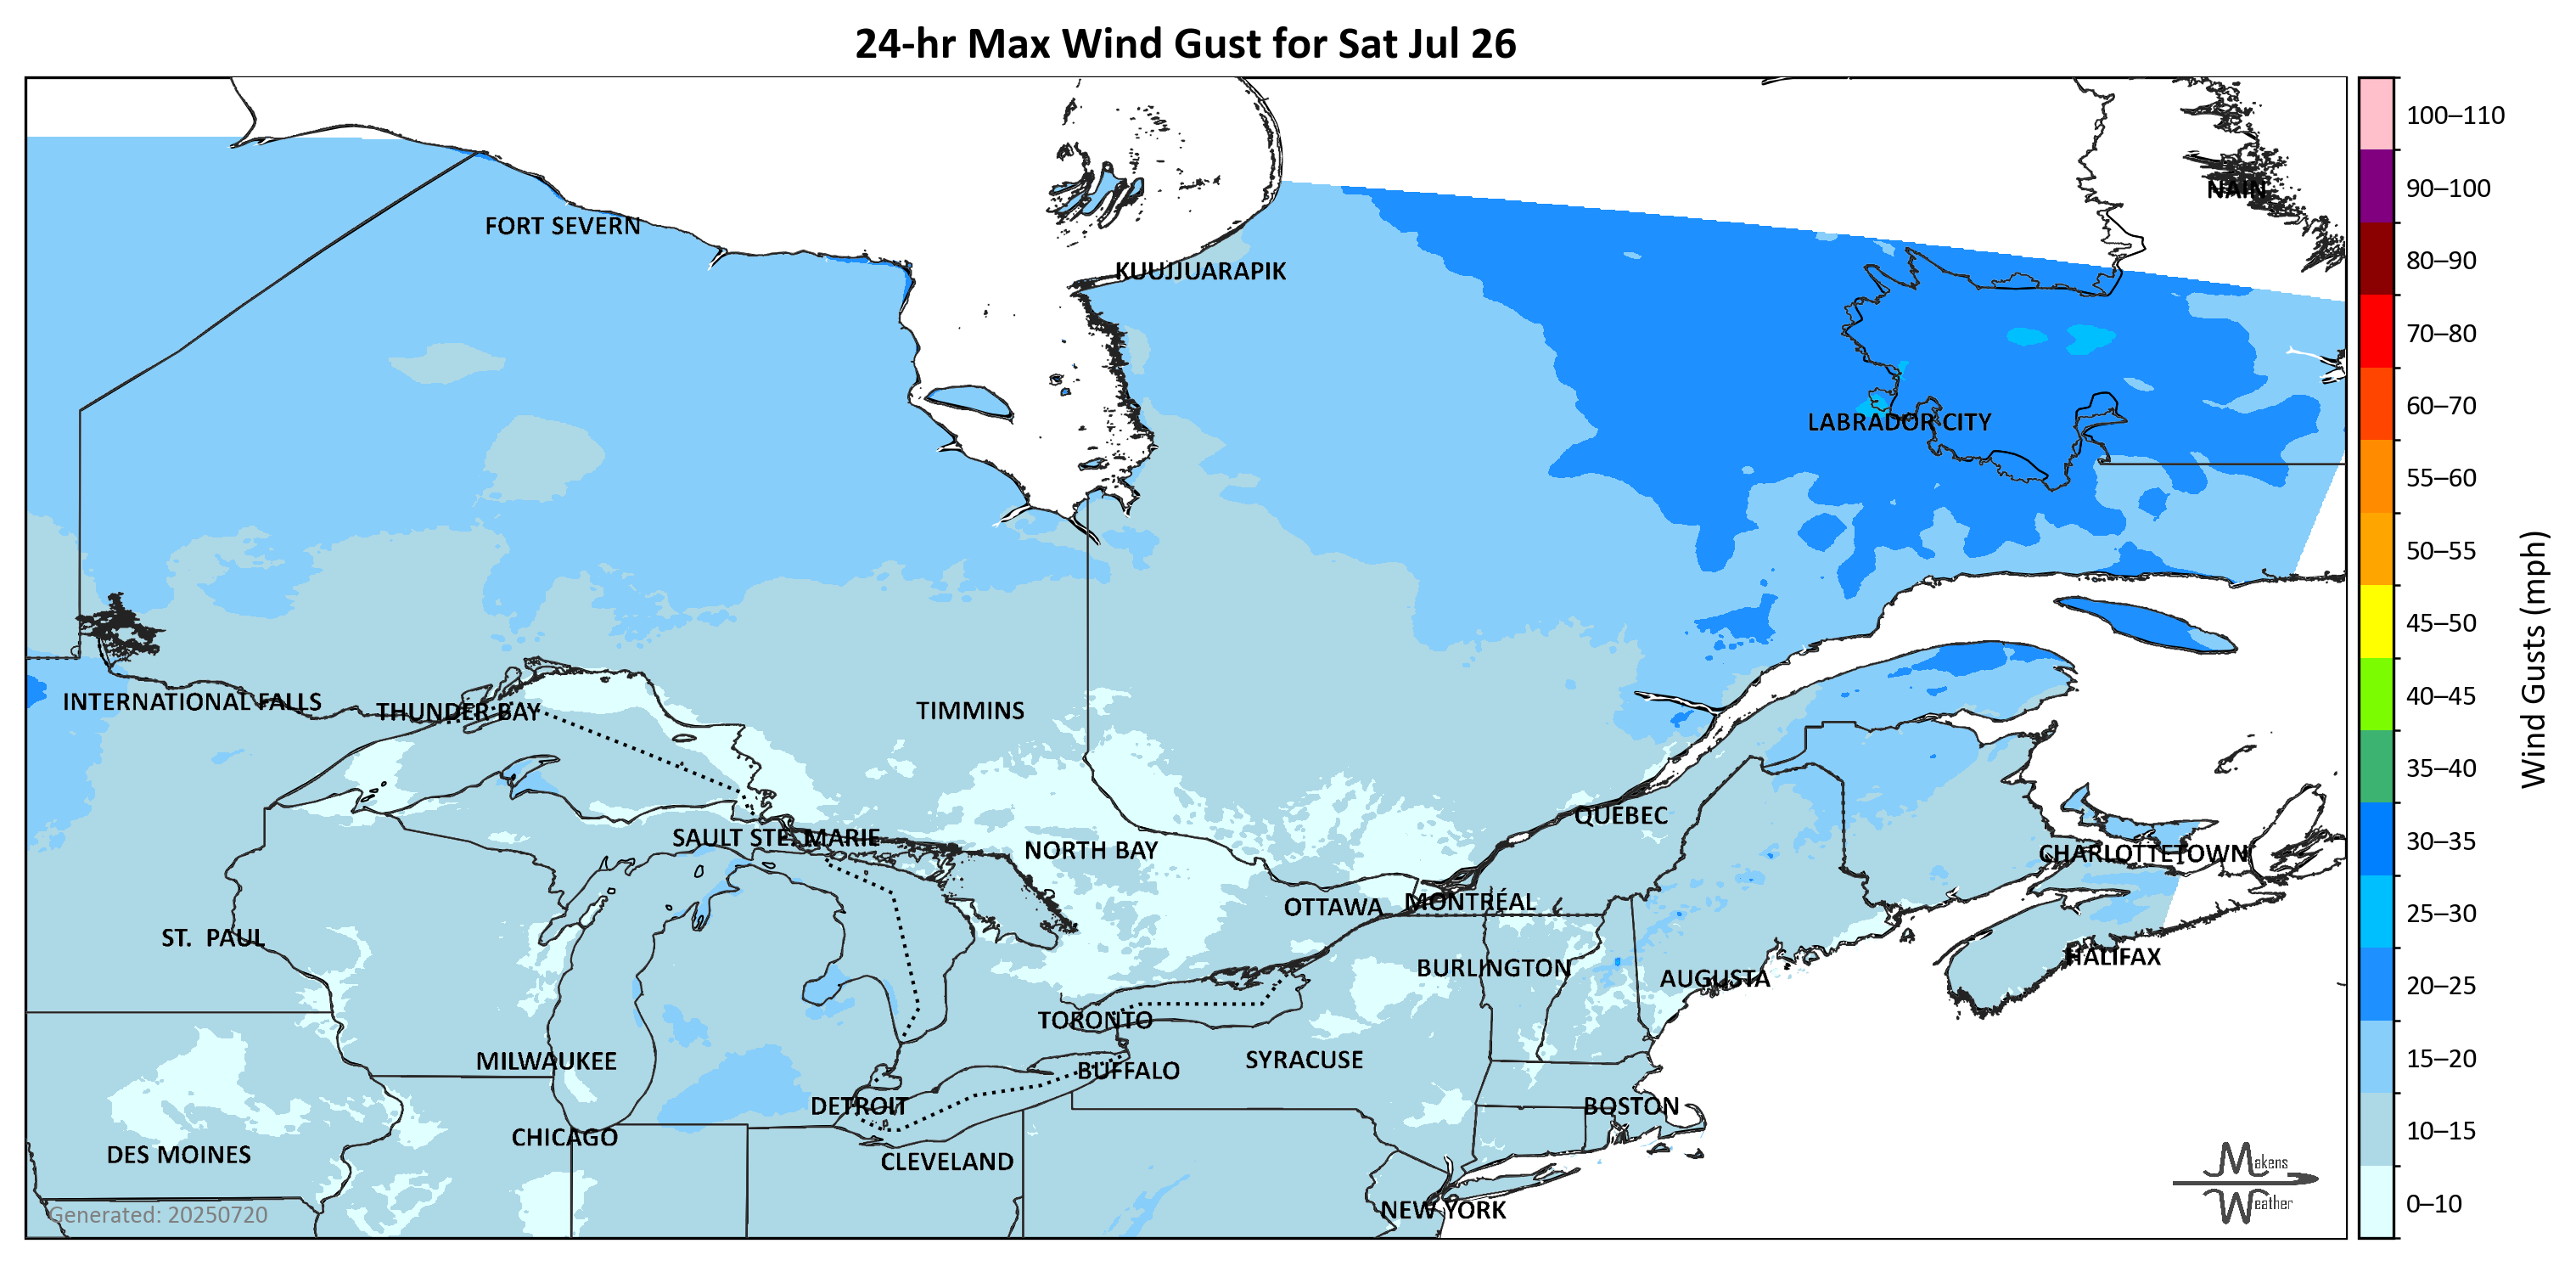 24-hr Max Wind Gust for Sat Jul 26
100–110
90–100
NAIN
FORT SEVERN
80–90
KUUJJUARAPIK
70–80
60–70
LABRADOR CITY
55–60
50–55
45–50
Wind Gusts (mph)
40–45
INTERNATIONAL FALLS
THUNDER BAY
TIMMINS
35–40
QUÉBEC
30–35
SAULT STE. MARIE
NORTH BAY
CHARLOTTETOWN
MONTRÉAL
OTTAWA
25–30
ST. PAUL
HALIFAX
BURLINGTON
AUGUSTA
20–25
TORONTO
MILWAUKEE
SYRACUSE
BUFFALO
15–20
DETROIT
BOSTON
10–15
CHICAGO
DES MOINES
CLEVELAND
Makens
Weather
NEW YORK
0–10
Generated: 20250720